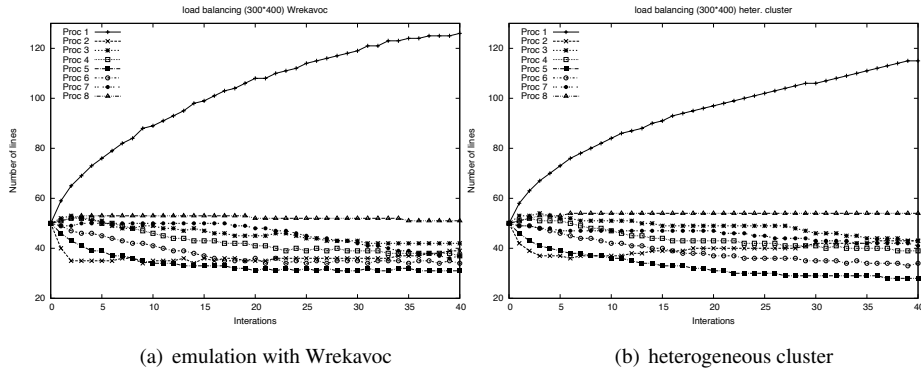 load balancing (300*400) Wrekavoc
Proc 1
Proc 2
Proc 3
Proc 4
Proc 5
Proc 6
Proc 7
Proc 8
120
100
80
60
40
20
Number of lines
0
5
10
15
20
25
30
35
40
Interations
(a) emulation with Wrekavoc
load balancing (300*400) heter. cluster
Proc 1
Proc 2
Proc 3
Proc 4
Proc 5
Proc 6
Proc 7
Proc 8
120
100
80
60
40
20
Number of lines
0
5
10
15
20
25
30
35
40
Interations
(b) heterogeneous cluster